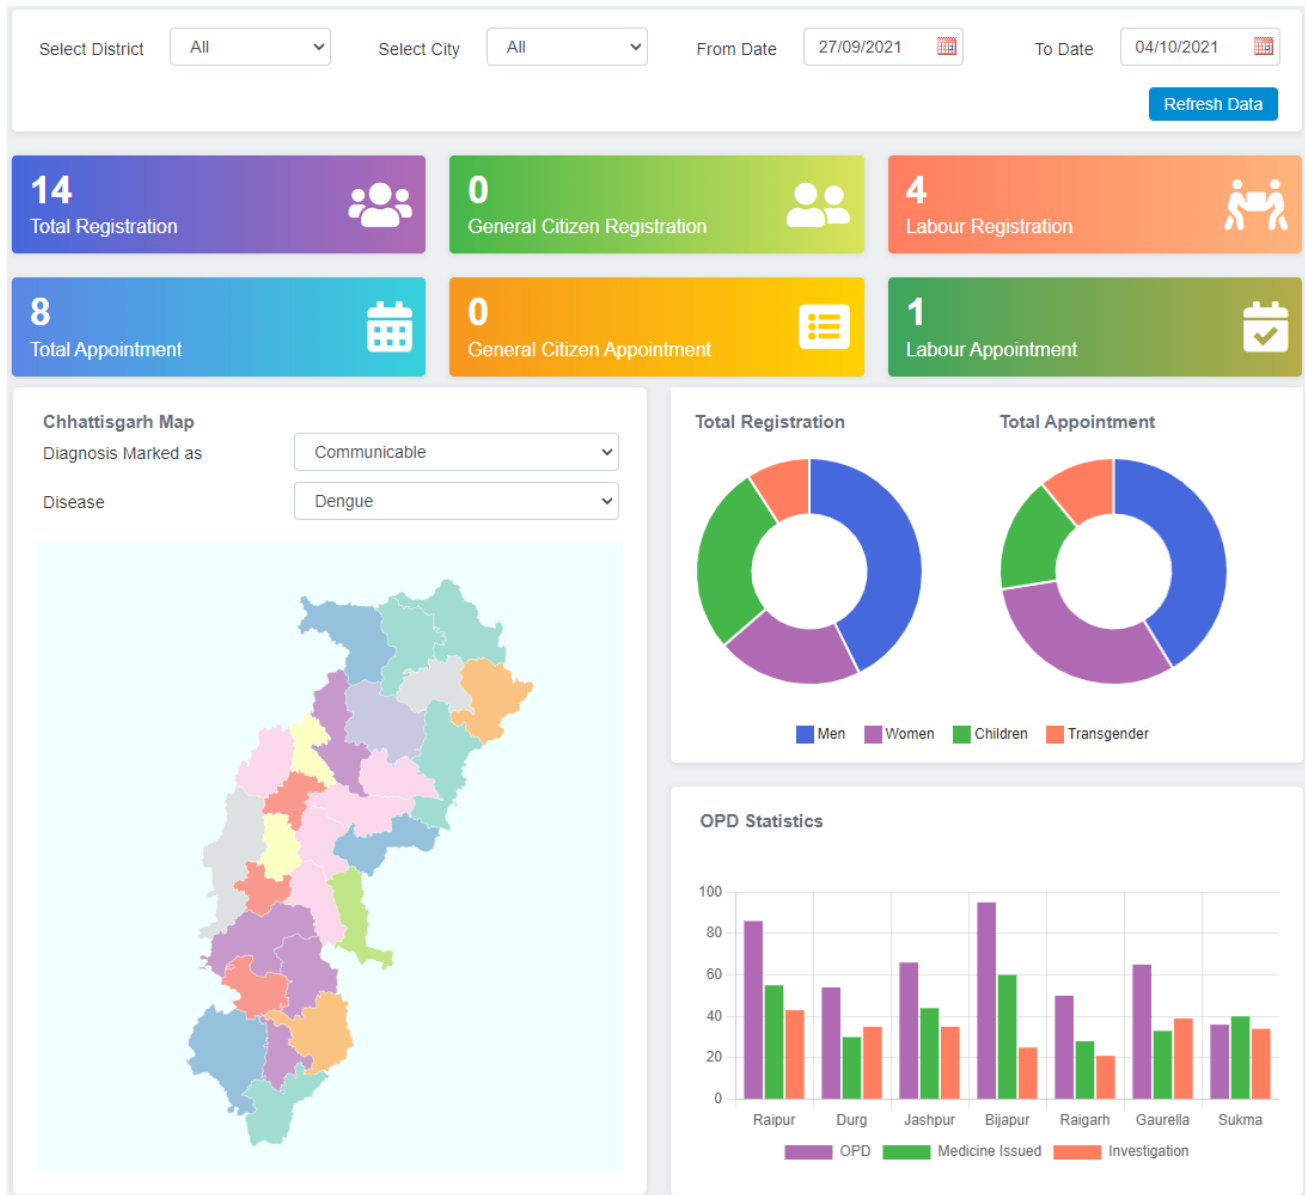 Select District All Select City All From Date 27/09/2021 To Date 04/10/2021
Refresh Data
14
Total Registration
0
General Citizen Registration
4
Labour Registration
8
Total Appointment
0
General Citizen Appointment
1
Labour Appointment
Chhattisgarh Map
Diagnosis Marked as Communicable
Disease Dengue
Total Registration
Total Appointment
Men Women Children Transgender
OPD Statistics
100
80
60
40
20
0
Raipur Durg Jashpur Bijapur Raigarh Gaurella Sukma
OPD Medicine Issued Investigation